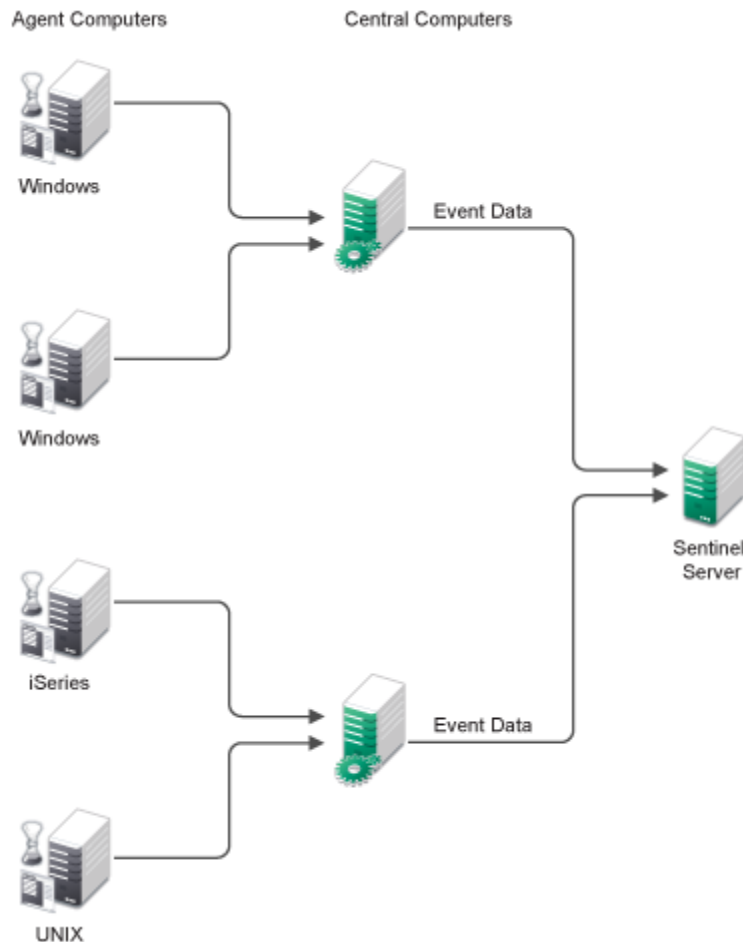 Agent Computers
Central Computers
Windows
Event Data
Windows
Sentinel
Server
iSeries
Event Data
UNIX